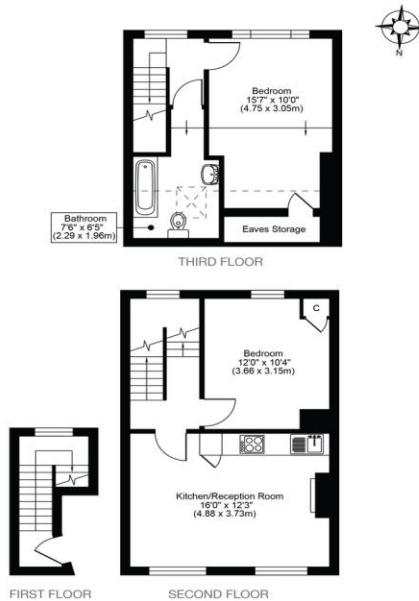 N
Bedroom
15'7" x 10'0"
(4.75 x 3.05m)
Bathroom
7'6" x 6'5"
(2.29 x 1.96m)
Eaves Storage
THIRD FLOOR
C
Bedroom
12'0" x 10'4"
(3.66 x 3.15m)
Kitchen/Reception Room
16'0" x 12'3"
(4.88 x 3.73m)
FIRST FLOOR
SECOND FLOOR